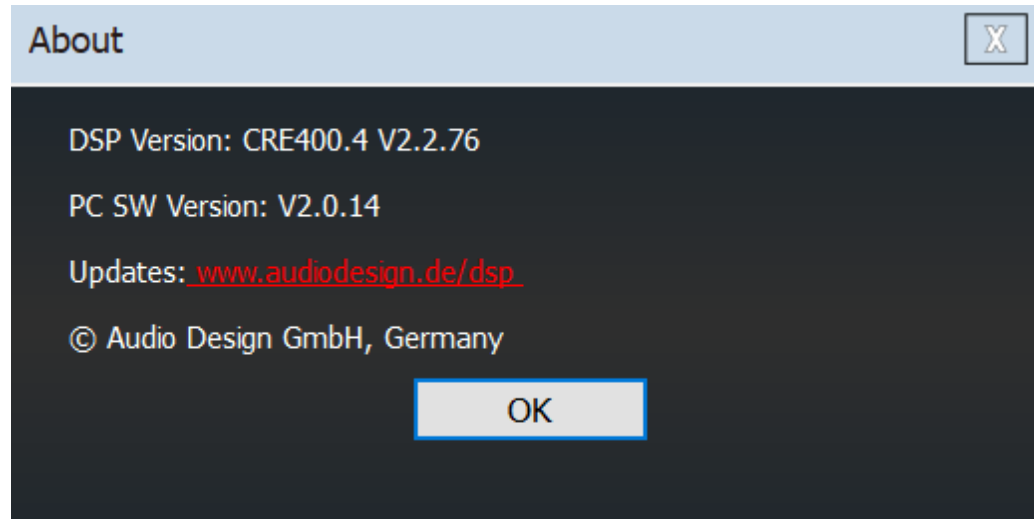 About
X
DSP Version: CRE400.4 V2.2.76
PC SW Version: V2.0.14
Updates: www.audiodesign.de/dsp
© Audio Design GmbH, Germany
OK